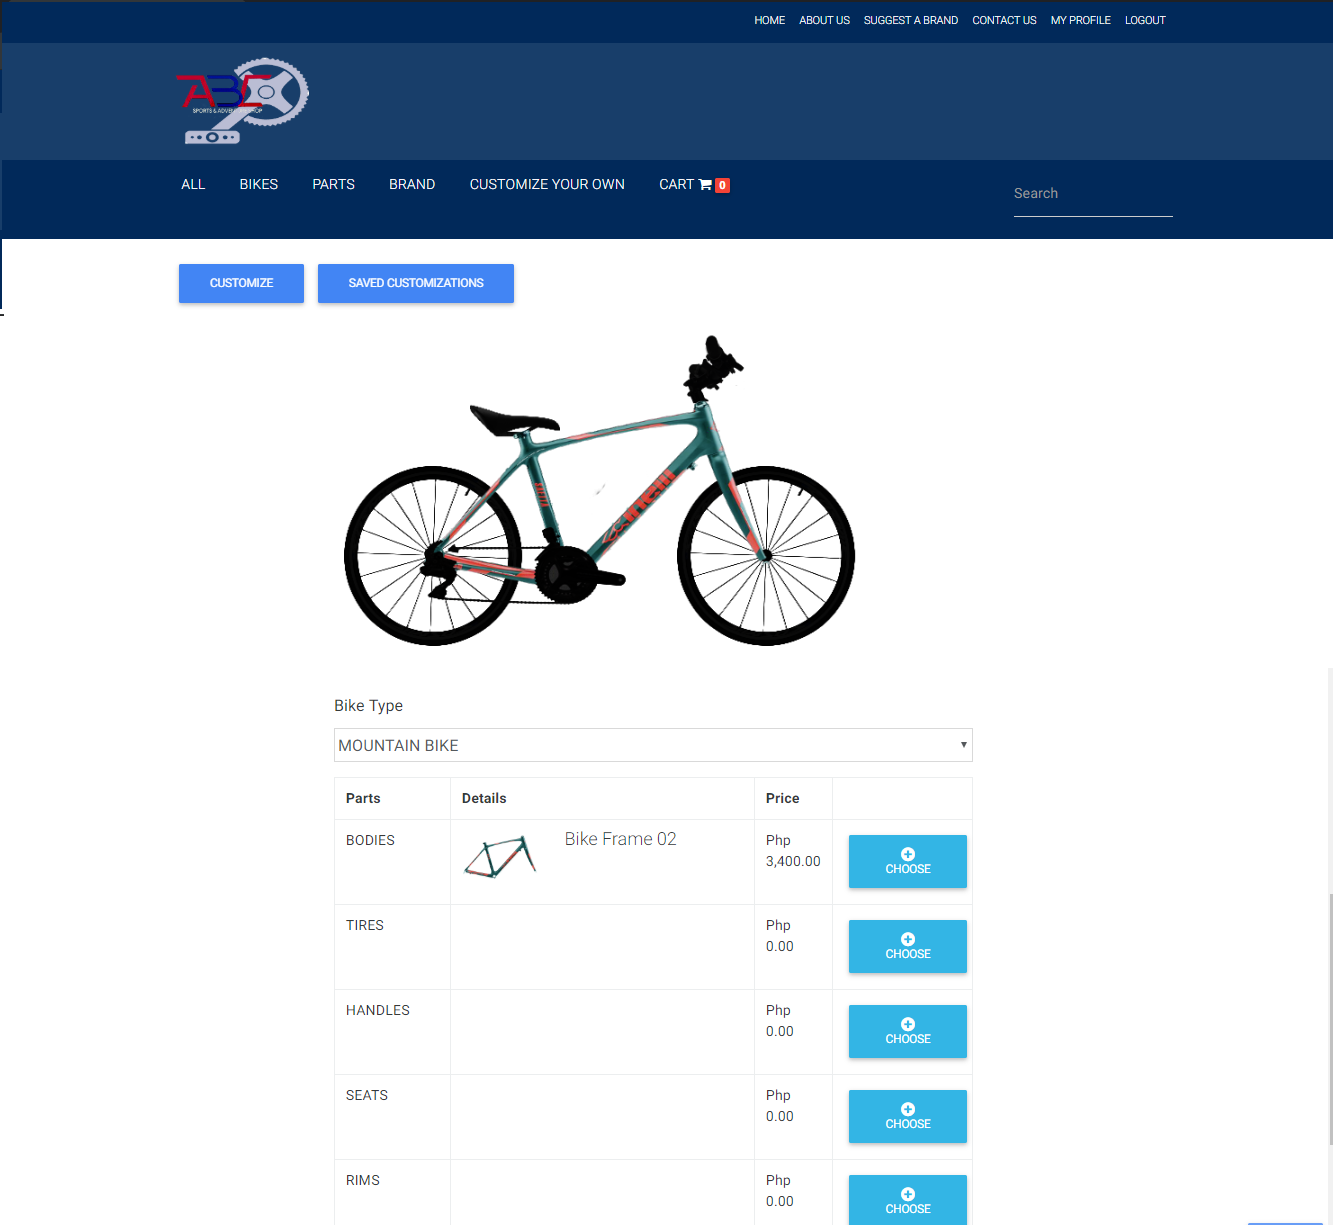 HOME ABOUT US SUGGEST A BRAND CONTACT US MY PROFILE LOGOUT
ABC
ALL BIKES PARTS BRAND CUSTOMIZE YOUR OWN CART 0
Search
CUSTOMIZE SAVED CUSTOMIZATIONS
Cinelli
Bike Type
MOUNTAIN BIKE
Parts Details Price
BODIES Bike Frame 02 Php
3,400.00
CHOOSE
TIRES Php
0.00
CHOOSE
HANDLES Php
0.00
CHOOSE
SEATS Php
0.00
CHOOSE
RIMS Php
0.00
CHOOSE